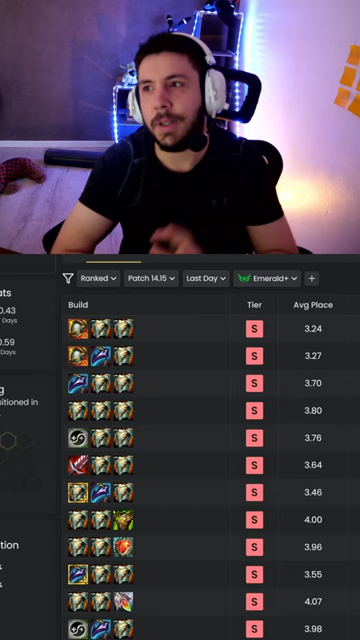 Ranked Patch 14.15 Last Day Emerald+ +
Build Tier Avg Place
S 3.24
S 3.27
S 3.70
S 3.80
S 3.76
S 3.64
S 3.46
S 4.00
S 3.96
S 3.55
S 4.07
S 3.98
ats
0.43
Days
0.59
Days
g
sitioned in
tion